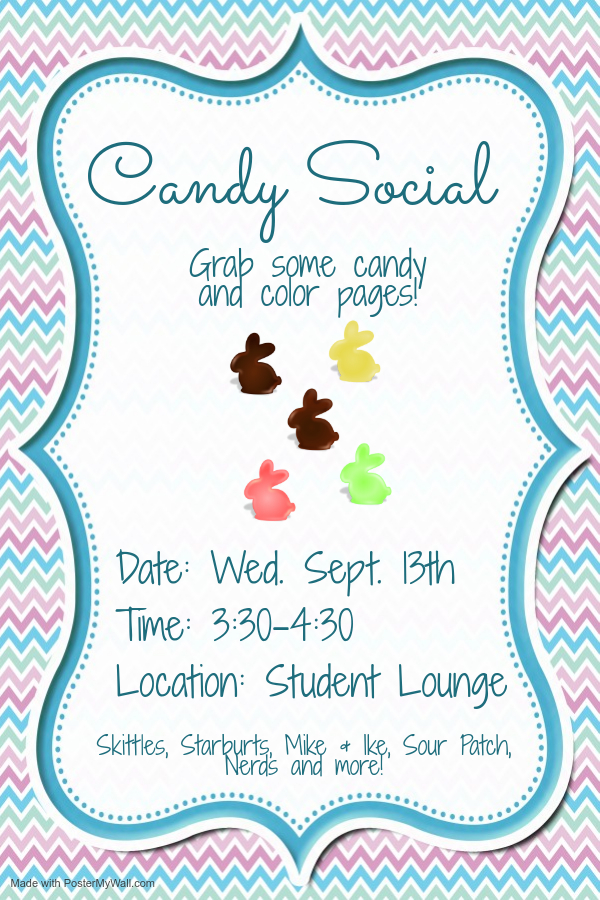 Candy Social
Grab some candy
and color pages!
Date: Wed. Sept. 13th
Time: 3:30-4:30
Location: Student Lounge
Skittles, Starburts, Mike & Ike, Sour Patch,
Nerds and more!
Made with PosterMyWall.com